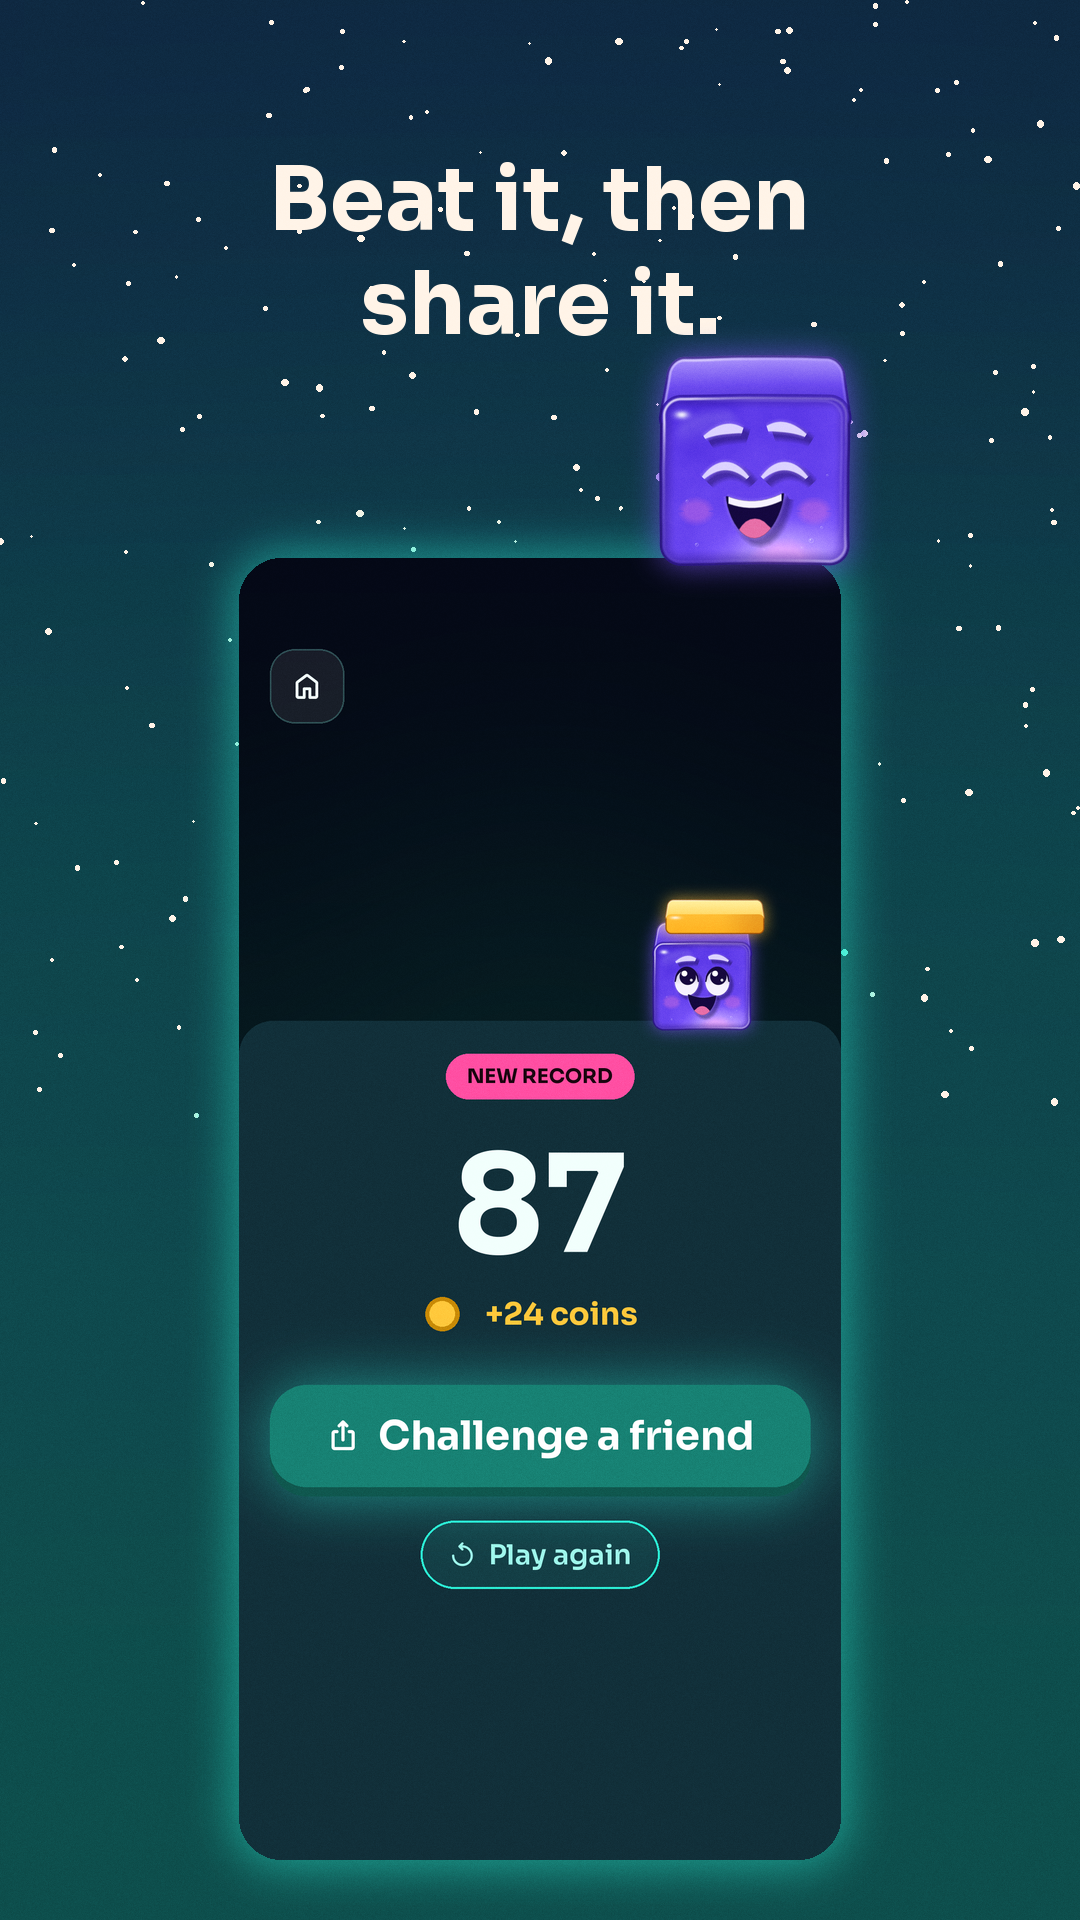 Beat it, then
share it.
NEW RECORD
87
+24 coins
Challenge a friend
Play again